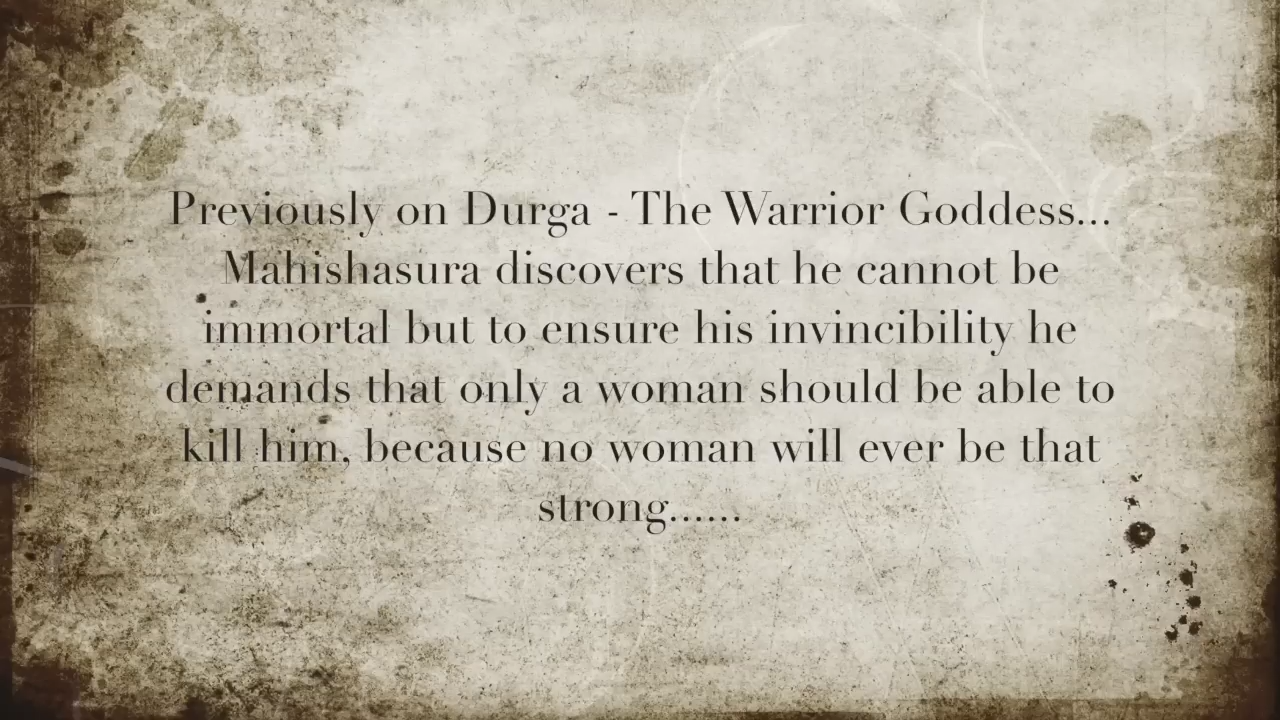 Previously on Durga - The Warrior Goddess...
Mahishasura discovers that he cannot be
immortal but to ensure his invincibility he
demands that only a woman should be able to
kill him, because no woman will ever be that
strong......